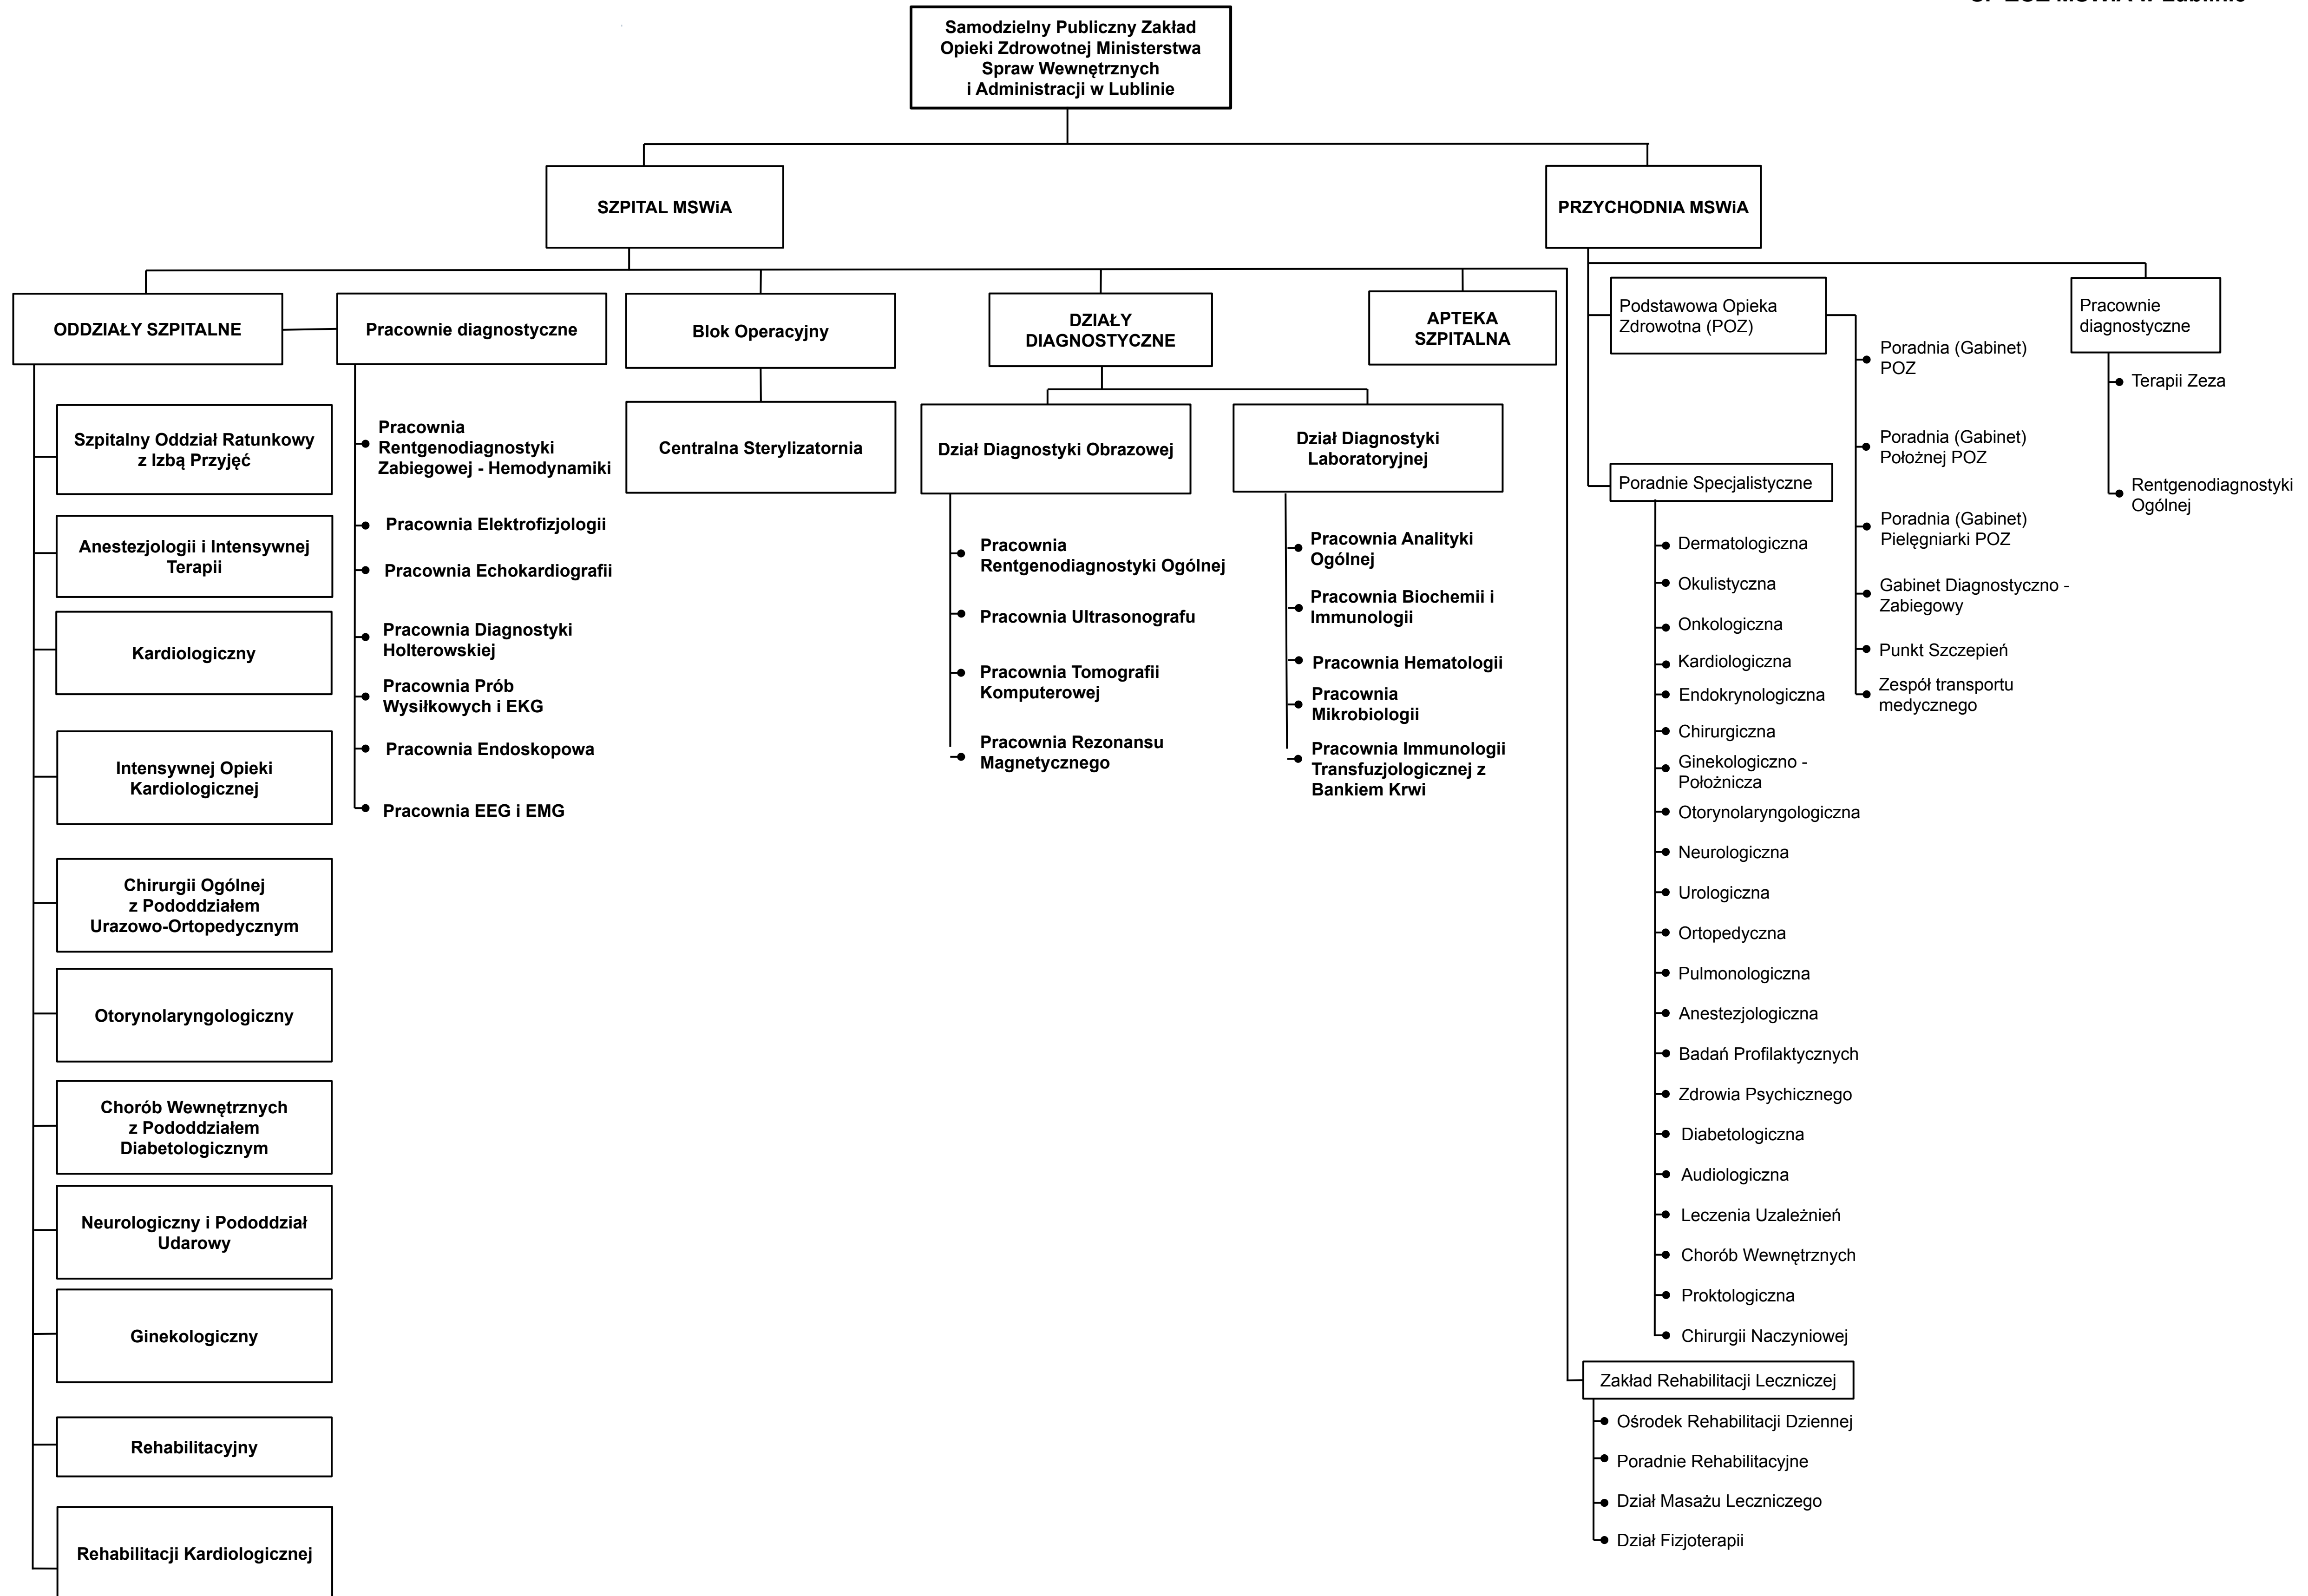 Samodzielny Publiczny Zakład
Opieki Zdrowotnej Ministerstwa
Spraw Wewnętrznych
i Administracji w Lublinie
SZPITAL MSWiA
PRZYCHODNIA MSWiA
ODDZIAŁY SZPITALNE
Szpitalny Oddział Ratunkowy
z Izbą Przyjęć
Anestezjologii i Intensywnej
Terapii
Kardiologiczny
Intensywnej Opieki
Kardiologicznej
Chirurgii Ogólnej
z Pododdziałem
Urazowo-Ortopedycznym
Otorynolaryngologiczny
Chorób Wewnętrznych
z Pododdziałem
Diabetologicznym
Neurologiczny i Pododdział
Udarowy
Ginekologiczny
Rehabilitacyjny
Rehabilitacji Kardiologicznej
Pracownie diagnostyczne
Pracownia
Rentgenodiagnostyki
Zabiegowej - Hemodynamiki
Pracownia Elektrofizjologii
Pracownia Echokardiografii
Pracownia Diagnostyki
Holterowskiej
Pracownia Prób
Wysiłkowych i EKG
Pracownia Endoskopowa
Pracownia EEG i EMG
Blok Operacyjny
Centralna Sterylizatornia
DZIAŁY
DIAGNOSTYCZNE
Dział Diagnostyki Obrazowej
Pracownia
Rentgenodiagnostyki Ogólnej
Pracownia Ultrasonografu
Pracownia Tomografii
Komputerowej
Pracownia Rezonansu
Magnetycznego
Dział Diagnostyki
Laboratoryjnej
Pracownia Analityki
Ogólnej
Pracownia Biochemii i
Immunologii
Pracownia Hematologii
Pracownia
Mikrobiologii
Pracownia Immunologii
Transfuzjologicznej z
Bankiem Krwi
APTEKA
SZPITALNA
Podstawowa Opieka
Zdrowotna (POZ)
Poradnia (Gabinet)
POZ
Poradnia (Gabinet)
Położnej POZ
Poradnia (Gabinet)
Pielęgniarki POZ
Gabinet Diagnostyczno -
Zabiegowy
Punkt Szczepień
Zespół transportu
medycznego
Pracownie
diagnostyczne
Terapii Zeza
Rentgenodiagnostyki
Ogólnej
Poradnie Specjalistyczne
Dermatologiczna
Okulistyczna
Onkologiczna
Kardiologiczna
Endokrynologiczna
Chirurgiczna
Ginekologiczno -
Położnicza
Otorynolaryngologiczna
Neurologiczna
Urologiczna
Ortopedyczna
Pulmonologiczna
Anestezjologiczna
Badań Profilaktycznych
Zdrowia Psychicznego
Diabetologiczna
Audiologiczna
Leczenia Uzależnień
Chorób Wewnętrznych
Proktologiczna
Chirurgii Naczyniowej
Zakład Rehabilitacji Leczniczej
Ośrodek Rehabilitacji Dziennej
Poradnie Rehabilitacyjne
Dział Masażu Leczniczego
Dział Fizjoterapii